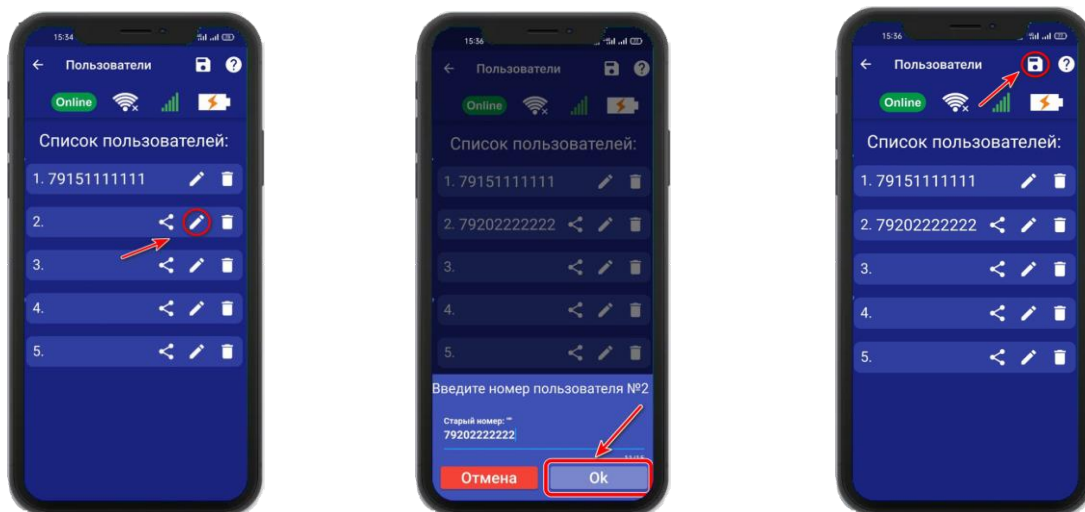 15:34
Пользователи
Online
Список пользователей:
1. 79151111111
2.
3.
4.
5.
15:36
Пользователи
Online
Список пользователей:
1. 79151111111
2. 79202222222
3.
4.
5.
Введите номер пользователя №2
Старый номер: ""
79202222222
11/15
Отмена Ok
15:36
Пользователи
Online
Список пользователей:
1. 79151111111
2. 79202222222
3.
4.
5.